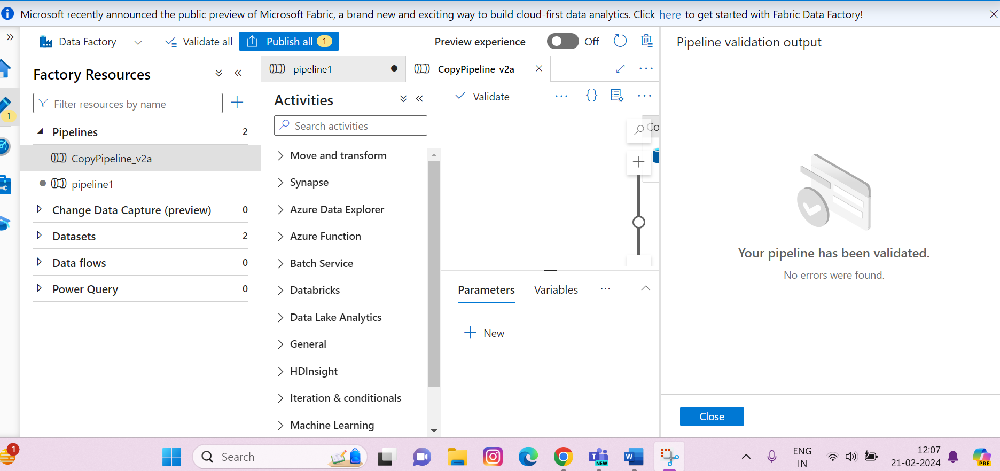 Microsoft recently announced the public preview of Microsoft Fabric, a brand new and exciting way to build cloud-first data analytics. Click here to get started with Fabric Data Factory!
Data Factory
Validate all
Publish all 1
Preview experience
Off
Pipeline validation output
Factory Resources
Filter resources by name
1
Pipelines 2
CopyPipeline_v2a
pipeline1
Change Data Capture (preview) 0
Datasets 2
Data flows 0
Power Query 0
pipeline1
CopyPipeline_v2a
Activities
Search activities
Move and transform
Synapse
Azure Data Explorer
Azure Function
Batch Service
Databricks
Data Lake Analytics
General
HDInsight
Iteration & conditionals
Machine Learning
Validate
{}
Co
Parameters
Variables
New
Your pipeline has been validated.
No errors were found.
Close
1
Search
T
NEW
W
ENG
IN
12:07
21-02-2024
PRE